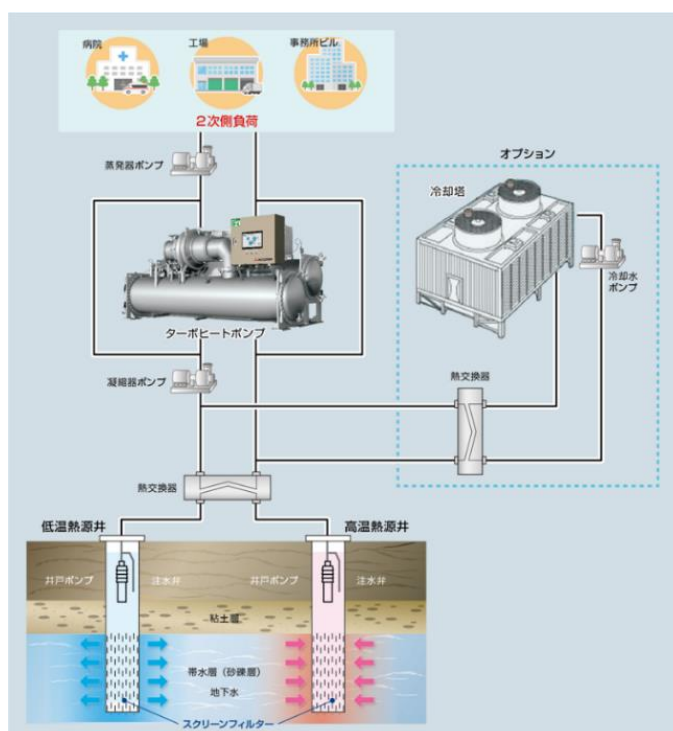 病院
工場
事務所ビル
2次側負荷
オプション
蒸発器ポンプ
冷却塔
冷却水
ポンプ
ターボヒートポンプ
凝縮器ポンプ
熱交換器
熱交換器
低温熱源井
高温熱源井
井戸ポンプ
注水弁
井戸ポンプ
注水弁
粘土層
帯水層（砂礫層）
地下水
スクリーンフィルター